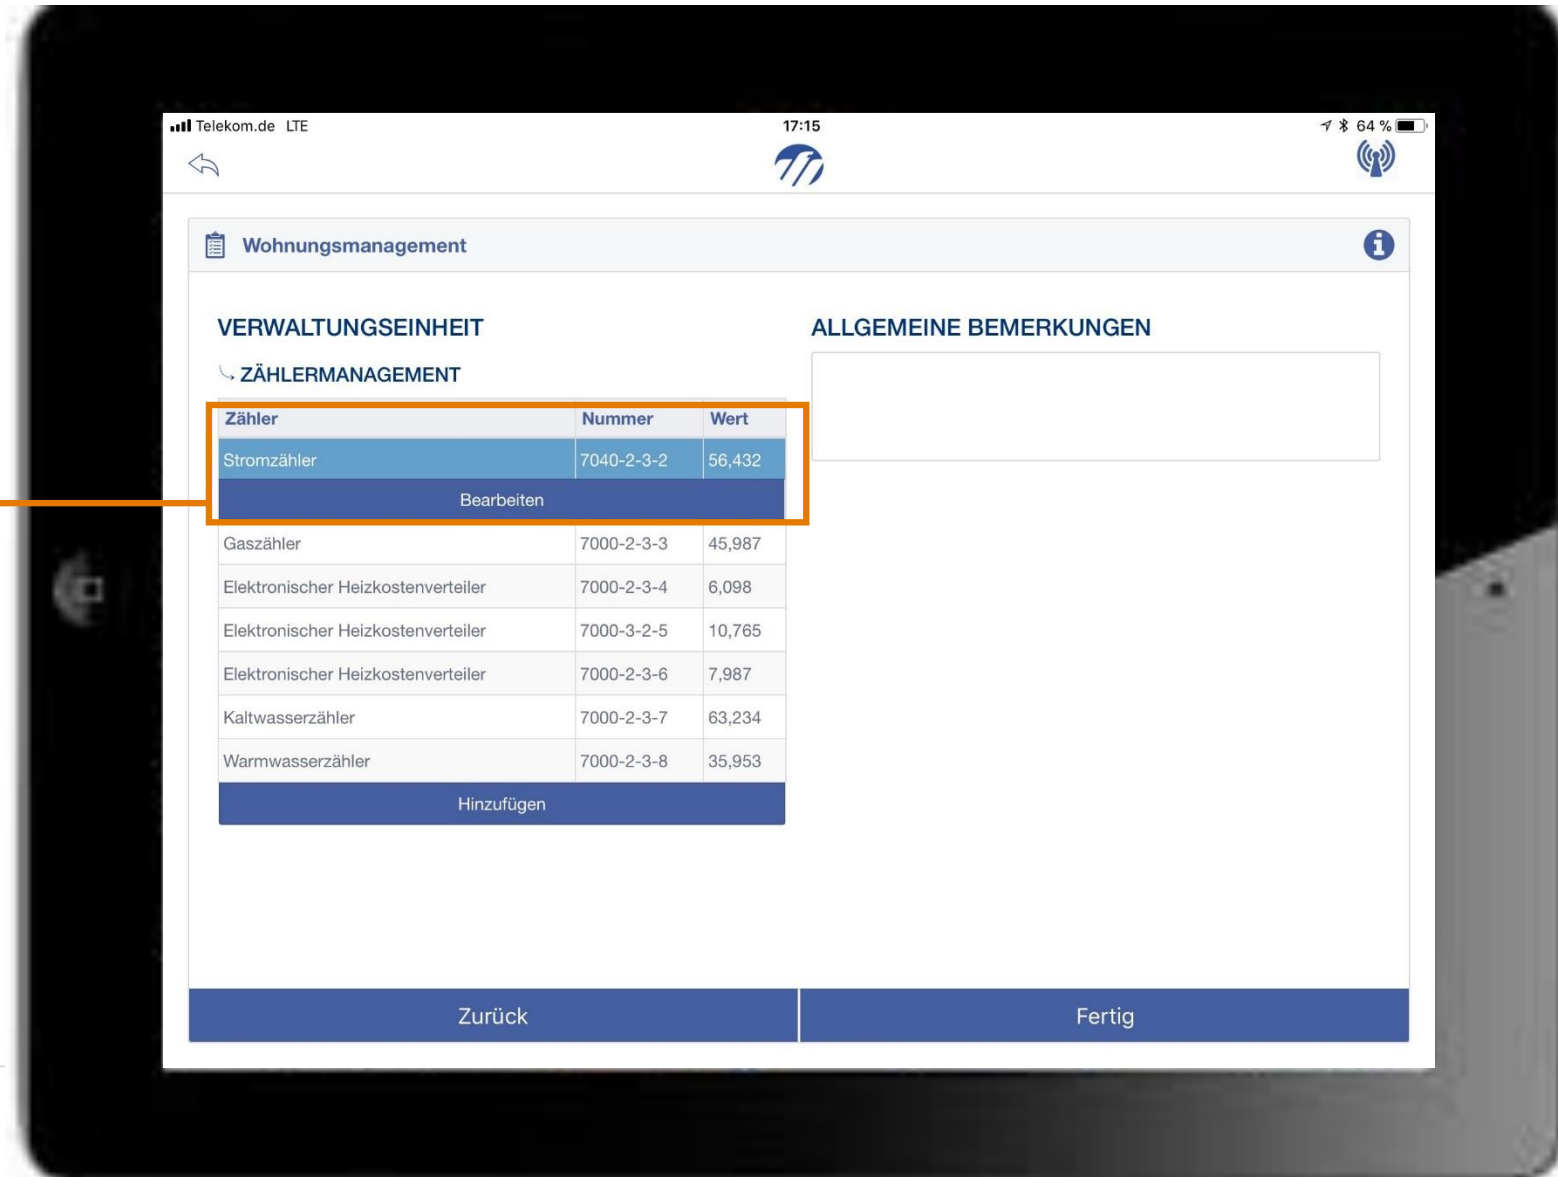 Telekom.de LTE 17:15 64 %
Wohnungsmanagement
VERWALTUNGSEINHEIT
ZÄHLERMANAGEMENT
Zähler Nummer Wert
Stromzähler 7040-2-3-2 56,432
Bearbeiten
Gaszähler 7000-2-3-3 45,987
Elektronischer Heizkostenverteiler 7000-2-3-4 6,098
Elektronischer Heizkostenverteiler 7000-3-2-5 10,765
Elektronischer Heizkostenverteiler 7000-2-3-6 7,987
Kaltwasserzähler 7000-2-3-7 63,234
Warmwasserzähler 7000-2-3-8 35,953
Hinzufügen
ALLGEMEINE BEMERKUNGEN
Zurück Fertig